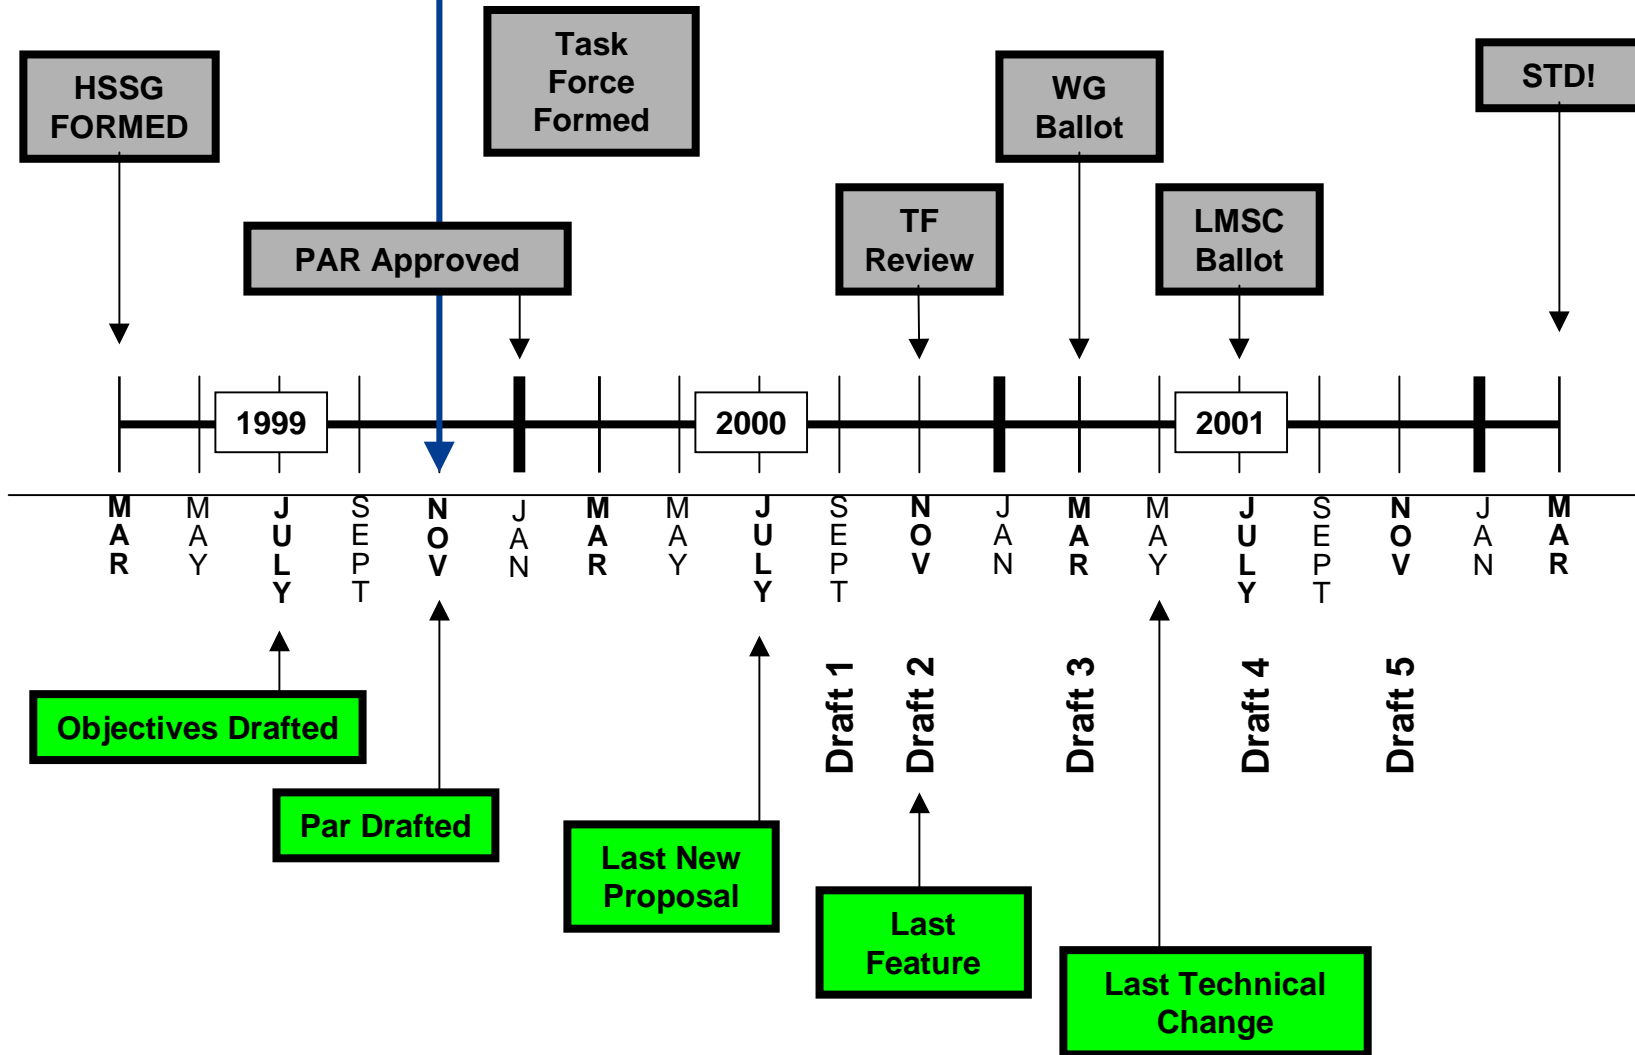 HSSG
FORMED
Task
Force
Formed
WG
Ballot
STD!
PAR Approved
TF
Review
LMSC
Ballot
1999
2000
2001
MAR
MAY
JULY
SEPT
NOV
JAN
MAR
MAY
JULY
SEPT
NOV
JAN
MAR
MAY
JULY
SEPT
NOV
JAN
MAR
Draft 1
Draft 2
Draft 3
Draft 4
Draft 5
Objectives Drafted
Par Drafted
Last New
Proposal
Last
Feature
Last Technical
Change